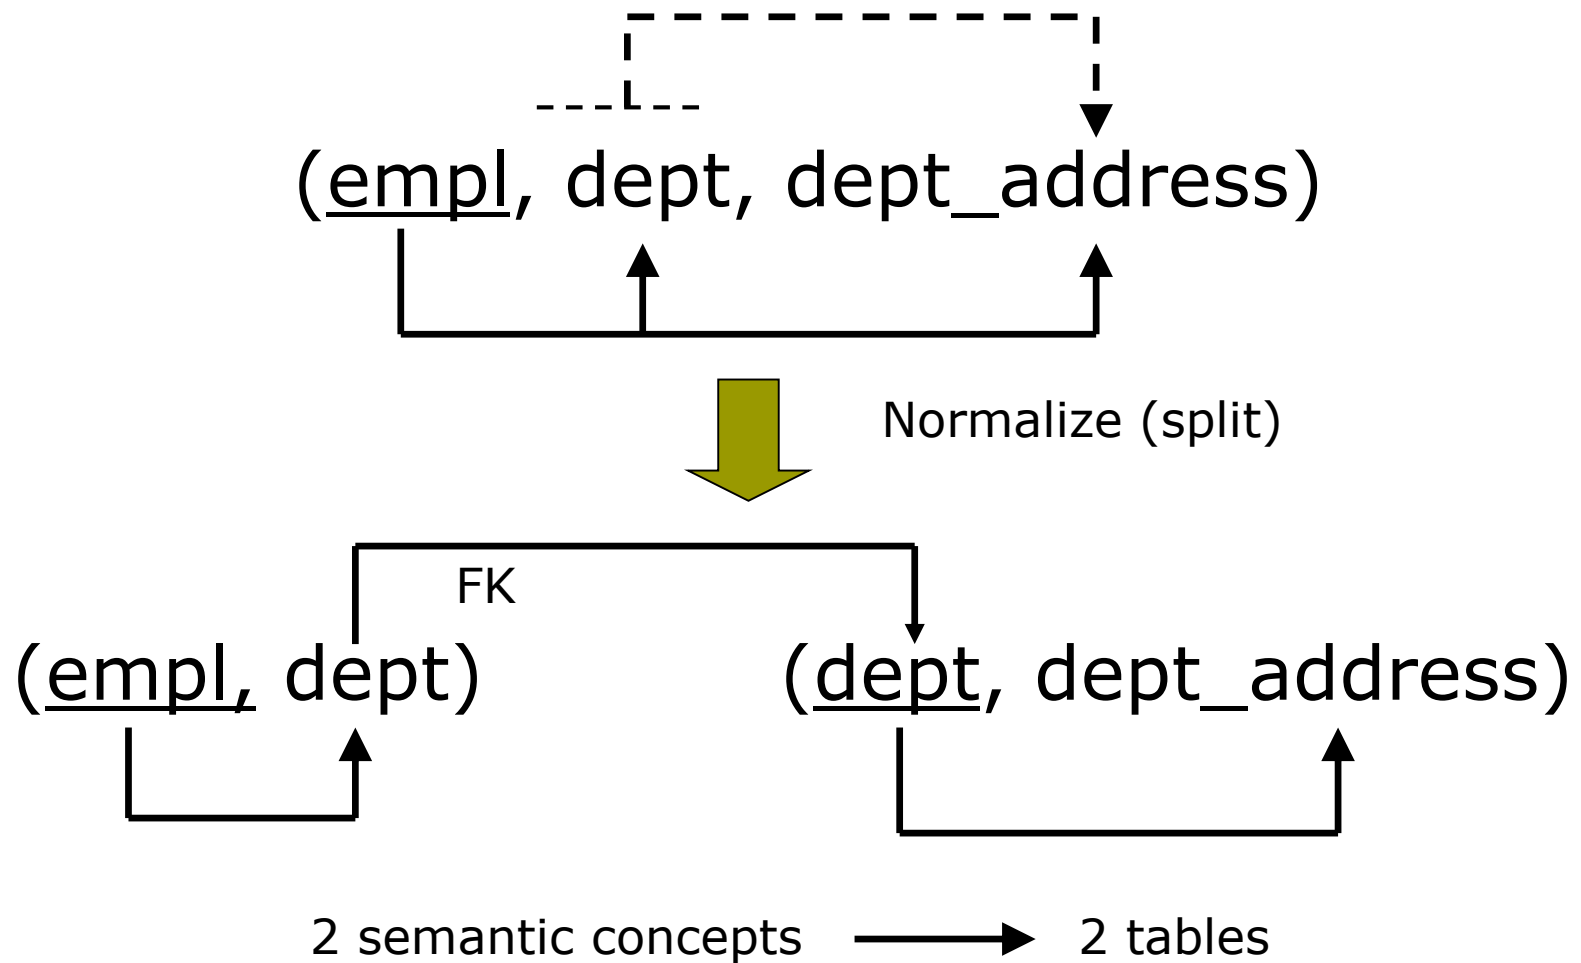 (empl, dept, dept_address)
Normalize (split)
FK
(empl, dept) (dept, dept_address)
2 semantic concepts 2 tables